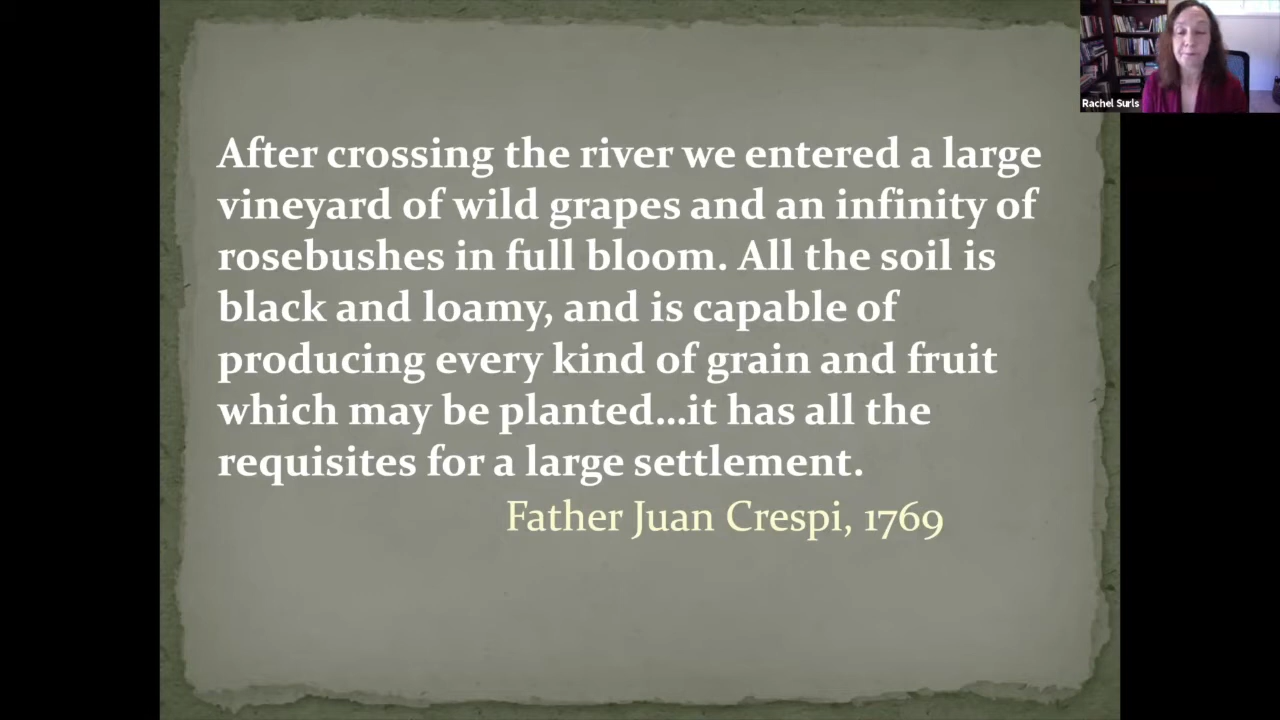 Rachel Surls
After crossing the river we entered a large
vineyard of wild grapes and an infinity of
rosebushes in full bloom. All the soil is
black and loamy, and is capable of
producing every kind of grain and fruit
which may be planted...it has all the
requisites for a large settlement.
Father Juan Crespi, 1769